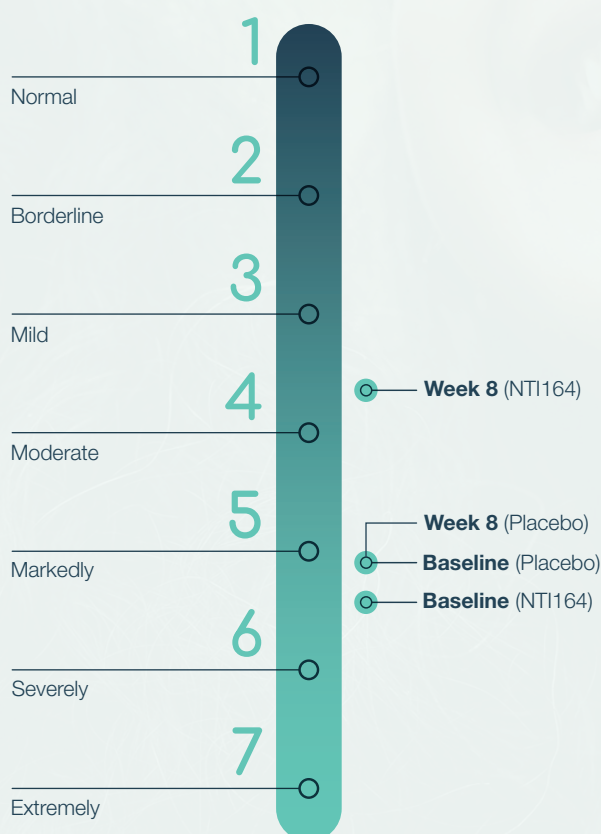 1
Normal
2
Borderline
3
Mild
Week 8 (NTI164)
4
Moderate
5
Week 8 (Placebo)
Markedly
Baseline (Placebo)
Baseline (NTI164)
6
Severely
7
Extremely